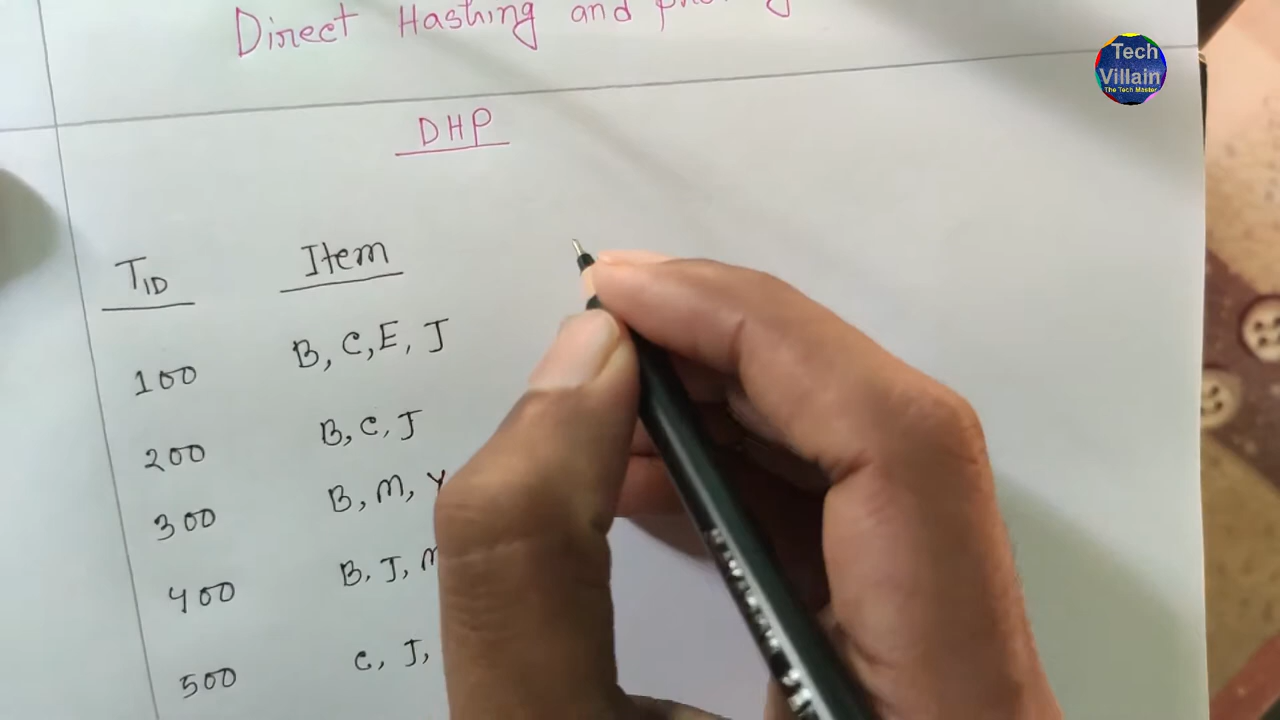 Direct Hashing and
DHP
TID Item
100 B, C, E, J
200 B, C, J
300 B, M, Y
400 B, J, M
500 C, J,
Tech
Villain
The Tech Master